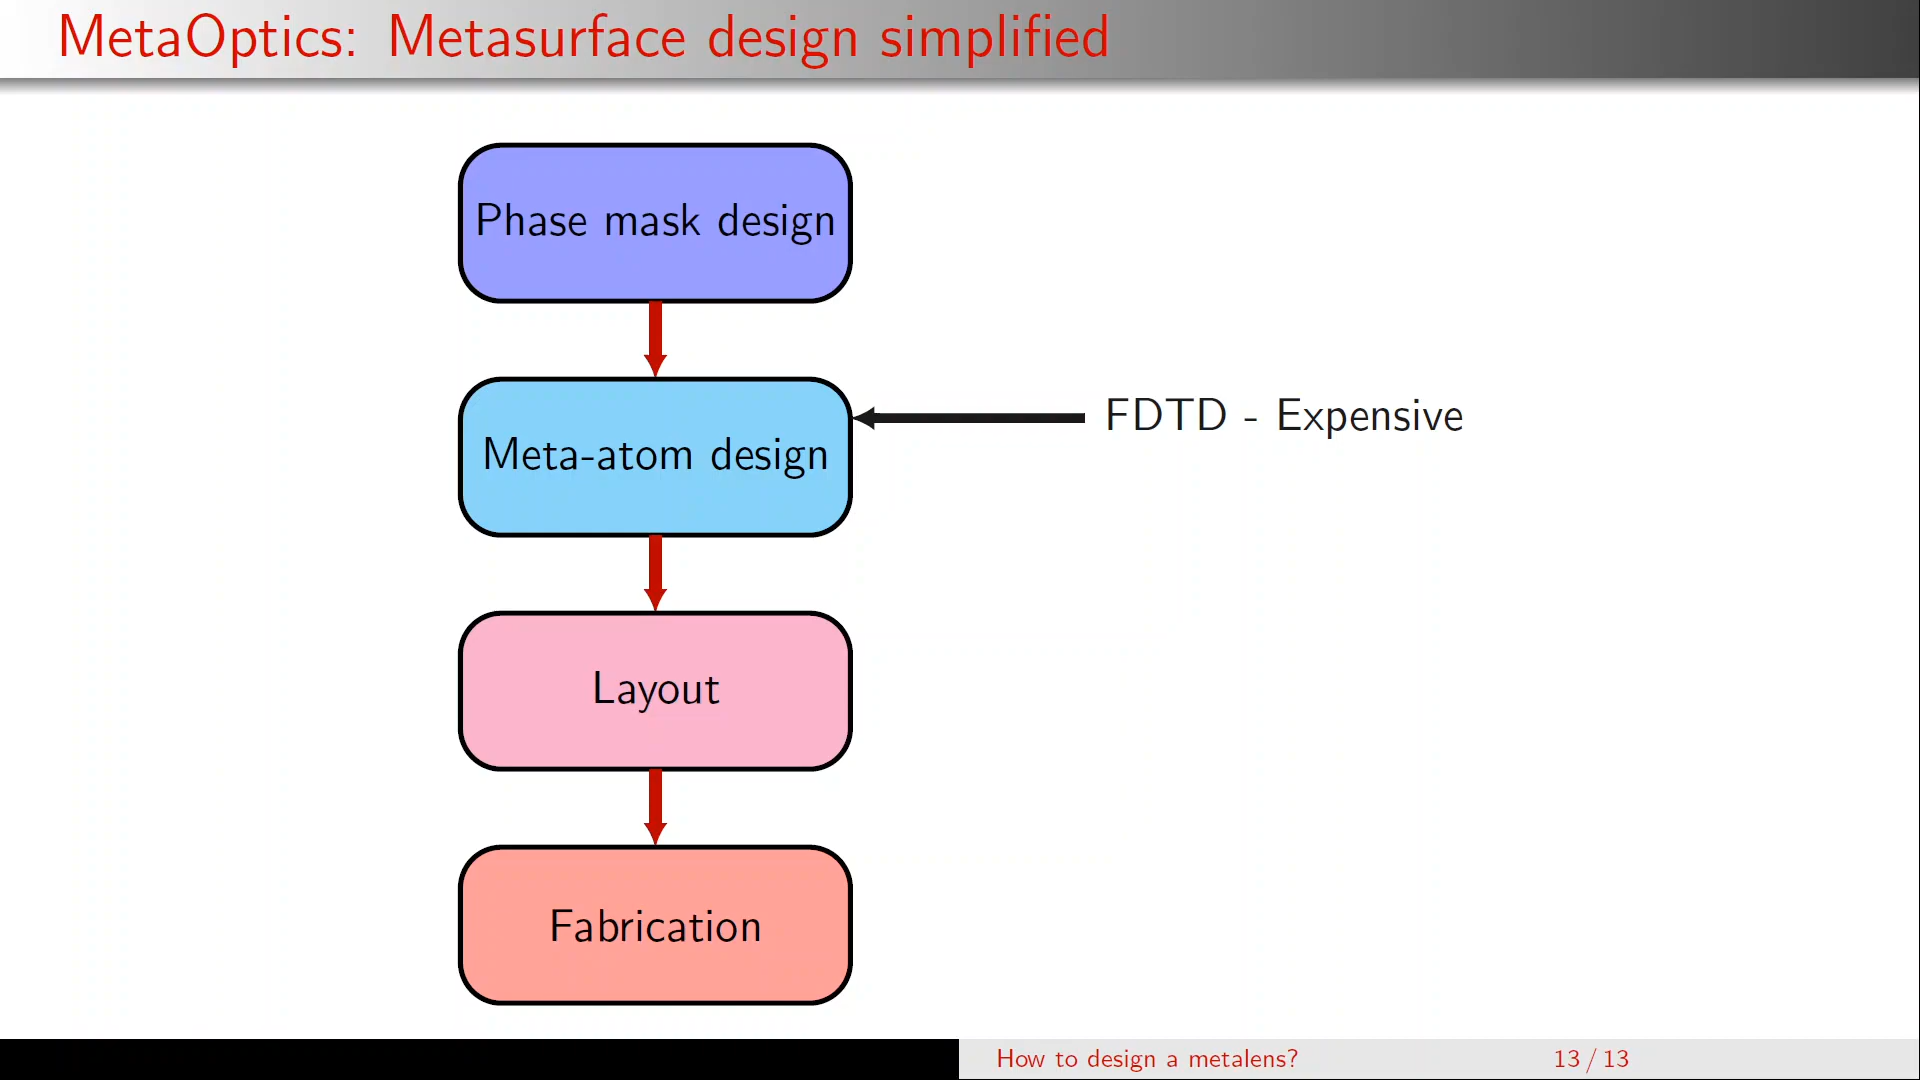 MetaOptics: Metasurface design simplified
Phase mask design
Meta-atom design
FDTD - Expensive
Layout
Fabrication
How to design a metalens?
13 / 13